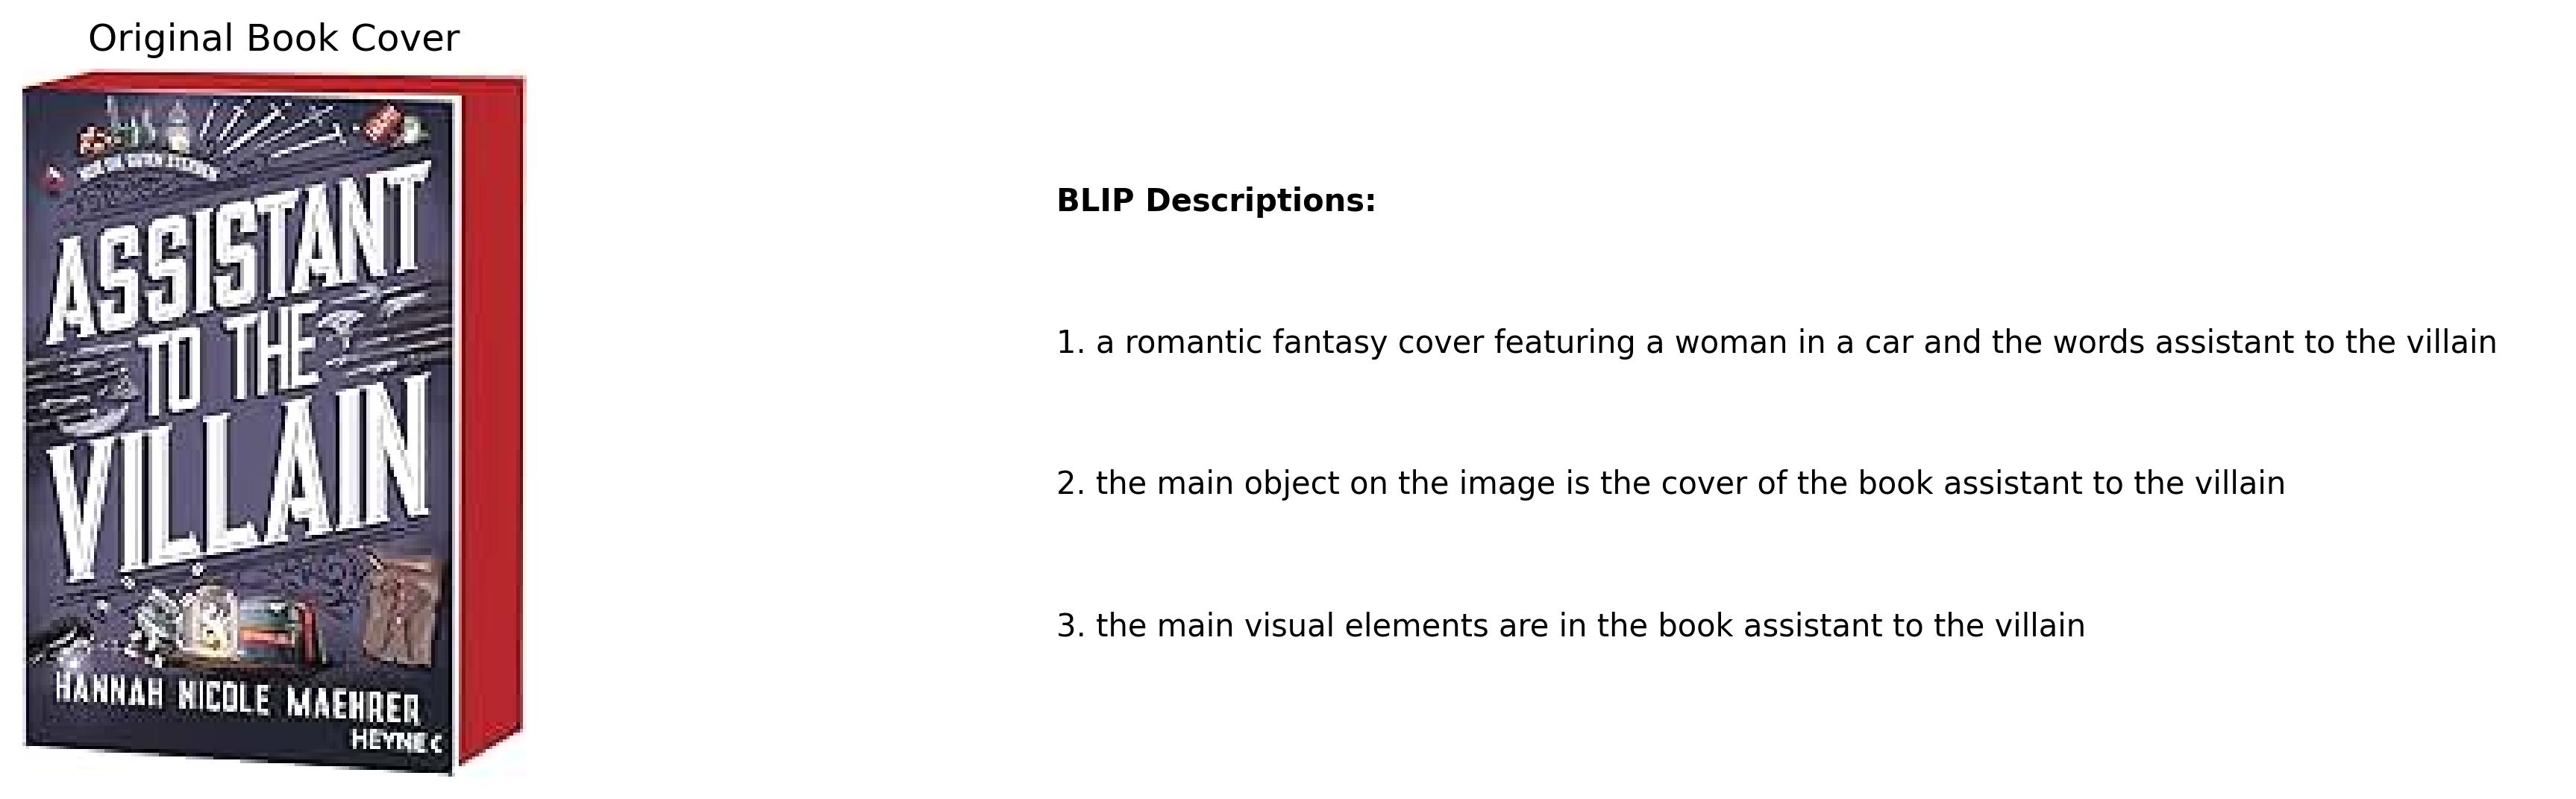 Original Book Cover
ASSISTANT
TO THE
VILLAIN
HANNAH NICOLE MAEHRER
HEYNE <
BLIP Descriptions:
1. a romantic fantasy cover featuring a woman in a car and the words assistant to the villain
2. the main object on the image is the cover of the book assistant to the villain
3. the main visual elements are in the book assistant to the villain